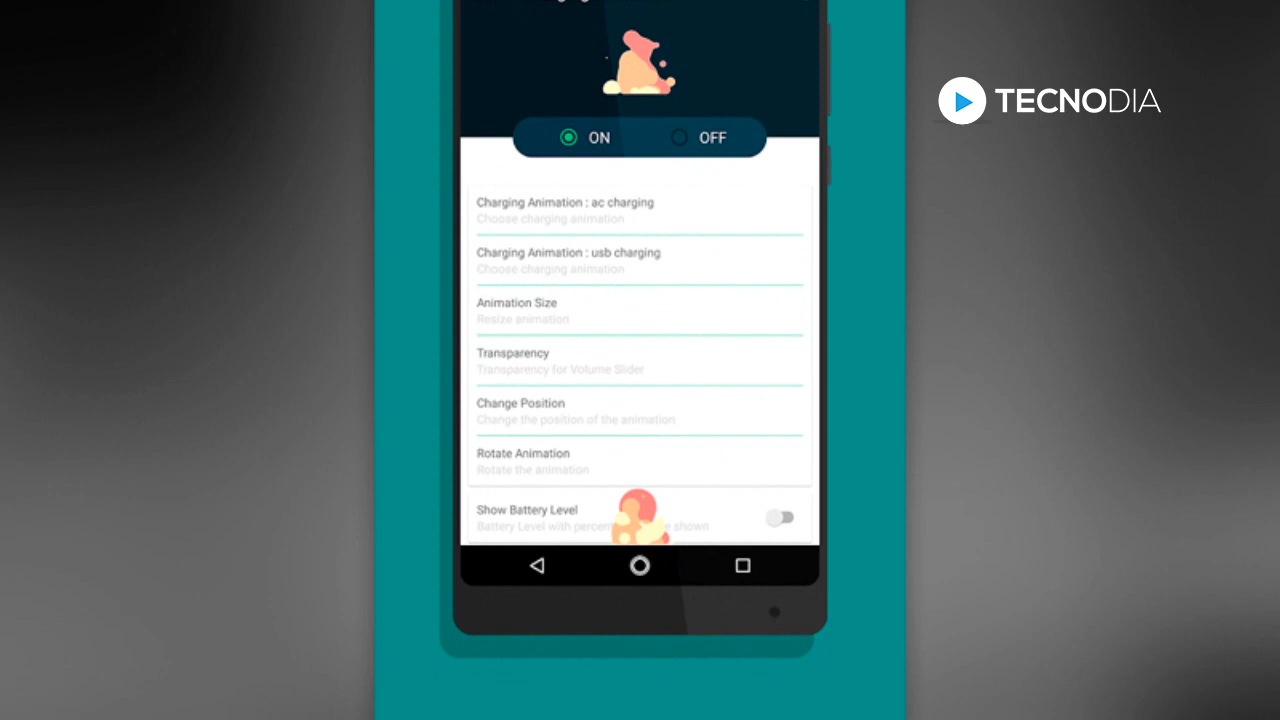 TECNODIA
ON
OFF
Charging Animation : ac charging
Choose charging animation
Charging Animation : usb charging
Choose charging animation
Animation Size
Resize animation
Transparency
Transparency for Volume Slider
Change Position
Change the position of the animation
Rotate Animation
Rotate the animation
Show Battery Level
Battery Level with shown